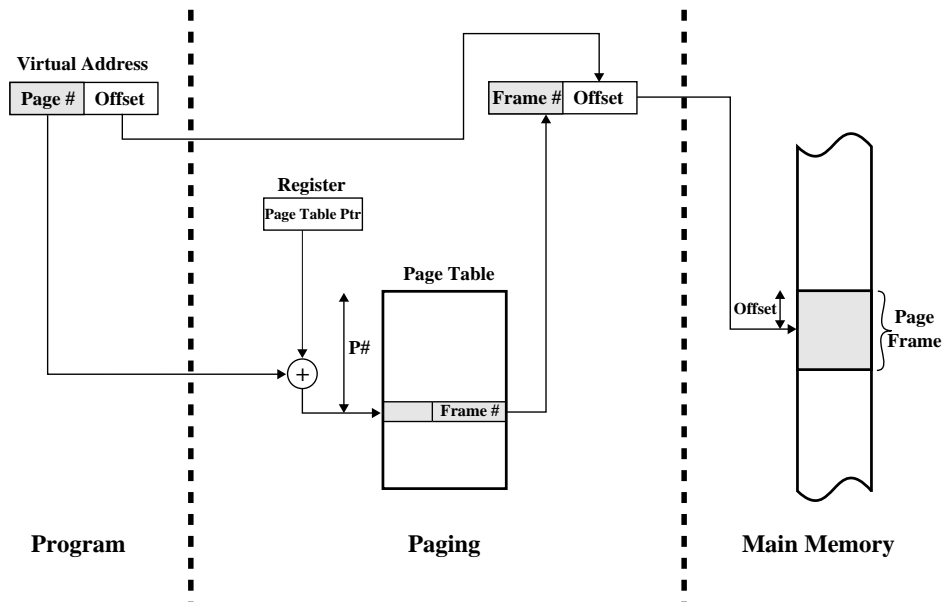 Virtual Address
Page # Offset
Frame # Offset
Register
Page Table Ptr
Page Table
P#
+
Frame #
Offset
Page
Frame
Program
Paging
Main Memory